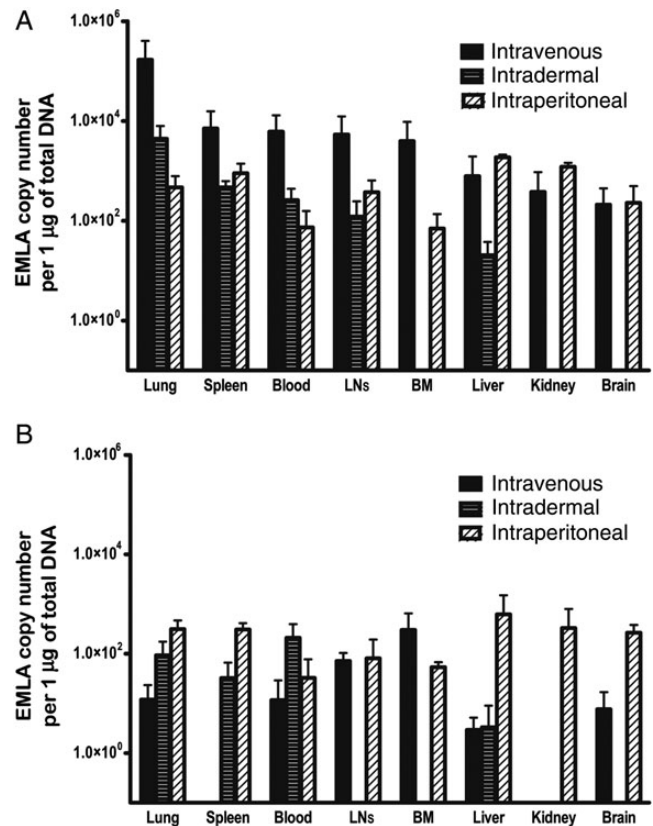 A
EMLA copy number
per 1 µg of total DNA
1.0×10⁶
1.0×10⁴
1.0×10²
1.0×10⁰
Intravenous
Intradermal
Intraperitoneal
Lung Spleen Blood LNs BM Liver Kidney Brain
B
EMLA copy number
per 1 µg of total DNA
1.0×10⁶
1.0×10⁴
1.0×10²
1.0×10⁰
Intravenous
Intradermal
Intraperitoneal
Lung Spleen Blood LNs BM Liver Kidney Brain